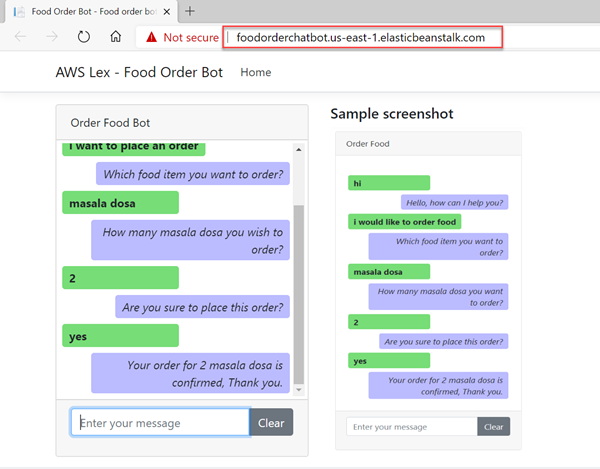 Food Order Bot - Food order bot
Not secure
foodorderchatbot.us-east-1.elasticbeanstalk.com
AWS Lex - Food Order Bot
Home
Order Food Bot
i want to place an order
Which food item you want to order?
masala dosa
How many masala dosa you wish to
order?
2
Are you sure to place this order?
yes
Your order for 2 masala dosa is
confirmed, Thank you.
Enter your message
Clear
Sample screenshot
Order Food
hi
Hello, how can I help you?
i would like to order food
Which food item you want to
order?
masala dosa
How many masala dosa you want
to order?
2
Are you sure to place this order?
yes
Your order for 2 masala dosa is
confirmed, Thank you.
Enter your message
Clear